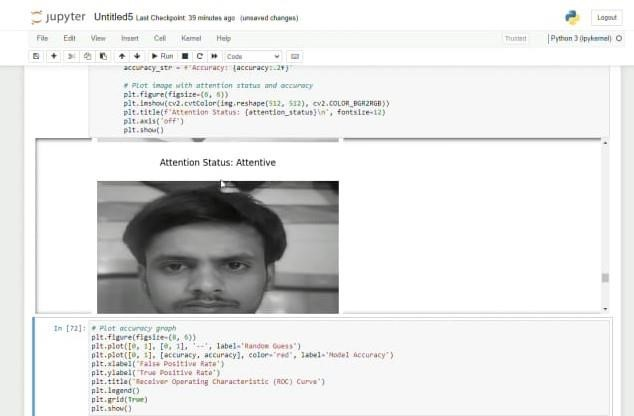 jupyter Untitled5 Last Checkpoint: 39 minutes ago (unsaved changes)
Logout
File Edit View Insert Cell Kernel Help
Trusted
Python 3 (ipykernel)
Run
Code
accuracy_str = f'Accuracy: {accuracy:.2f}'
# Plot image with attention status and accuracy
plt.figure(figsize=(6, 6))
plt.imshow(cv2.cvtColor(img.reshape(512, 512), cv2.COLOR_BGR2RGB))
plt.title(f'Attention Status: {attention_status}\n', fontsize=12)
plt.axis('off')
plt.show()
Attention Status: Attentive
In [72]: # Plot accuracy graph
plt.figure(figsize=(8, 6))
plt.plot([0, 1], [0, 1], '--', label='Random Guess')
plt.plot([0, 1], [accuracy, accuracy], color='red', label='Model Accuracy')
plt.xlabel('False Positive Rate')
plt.ylabel('True Positive Rate')
plt.title('Receiver Operating Characteristic (ROC) Curve')
plt.legend()
plt.grid(True)
plt.show()